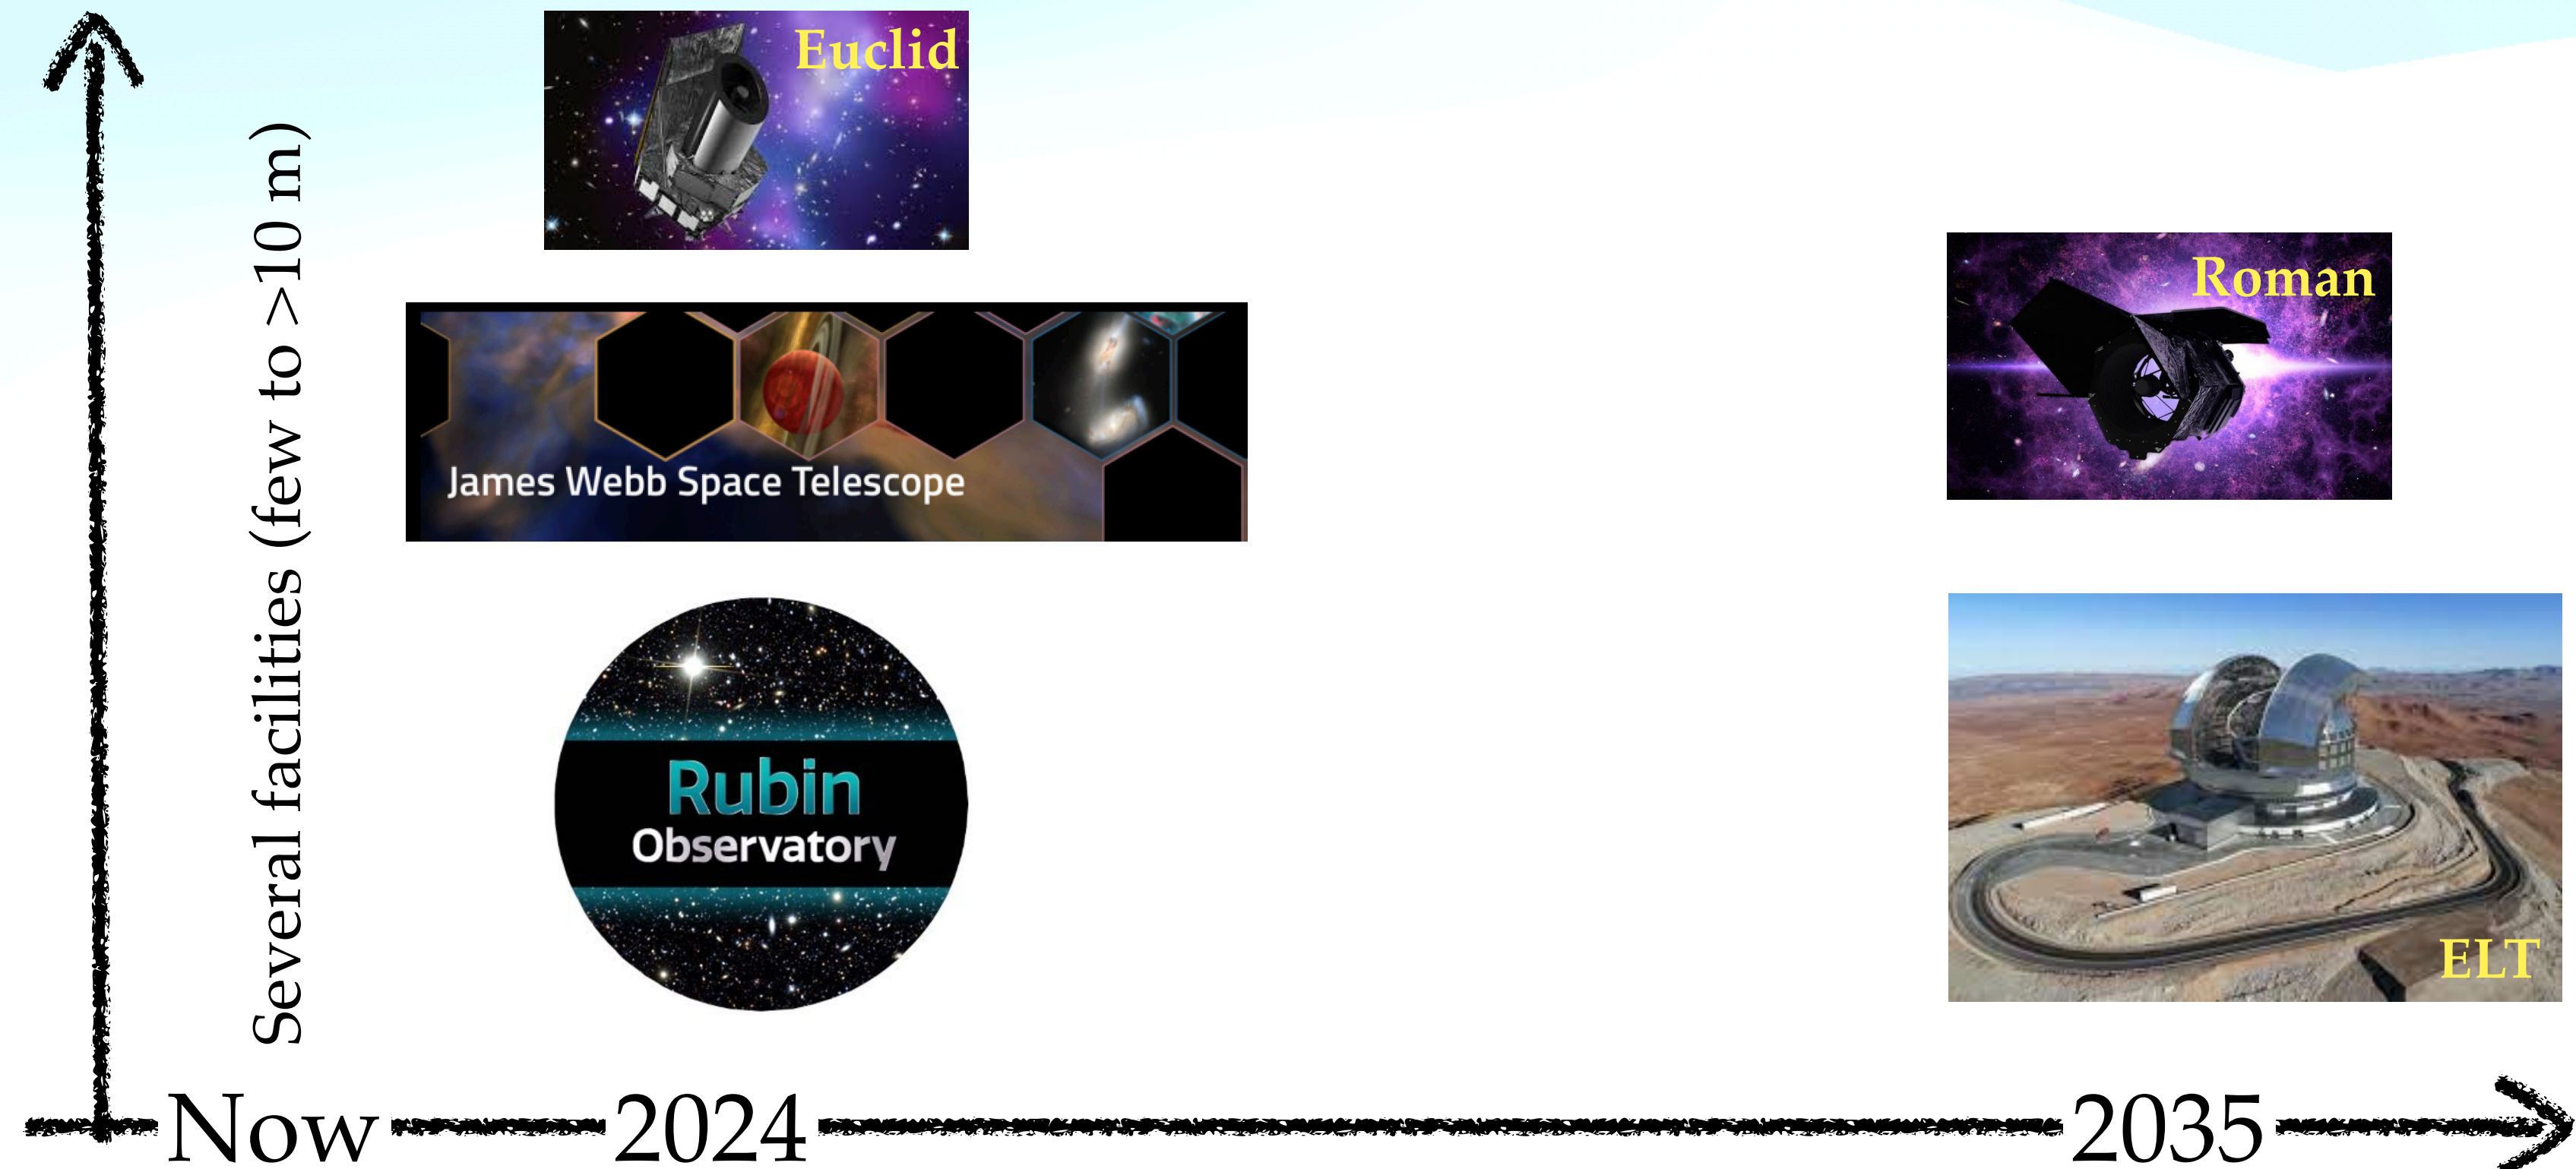 Several facilities (few to >10 m)
Euclid
James Webb Space Telescope
Rubin
Observatory
Roman
ELT
Now
2024
2035